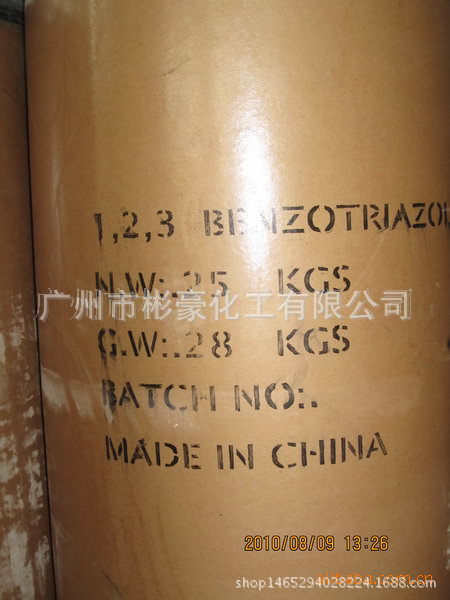 1,2,3 BENZOTRIAZOL
N.W:.25 KGS
广州市彬豪化工有限公司
G.W:.28 KGS
BATCH NO:.
MADE IN CHINA
2010/08/09 13:26
shop1465294028224.1688.com